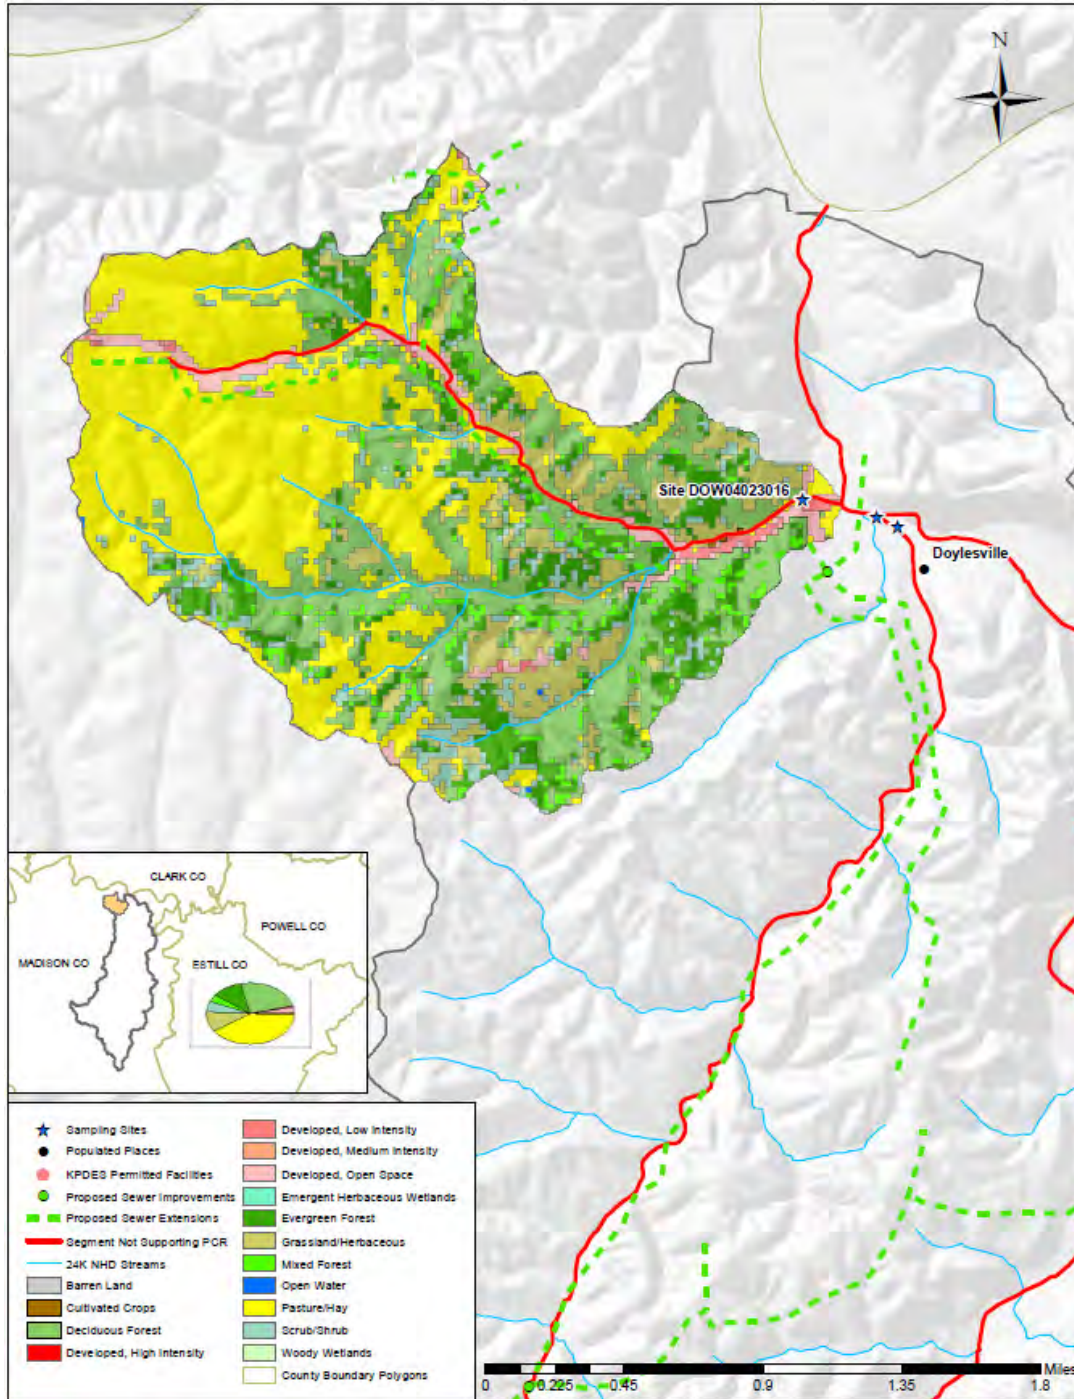 N
Site DOW04023016
Doylesville
CLARK CO
POWELL CO
MADISON CO
ESTILL CO
Sampling Sites
Populated Places
KPDES Permitted Facilities
Proposed Sewer Improvements
Proposed Sewer Extensions
Segment Not Supporting PCR
24K NHD Streams
Barren Land
Cultivated Crops
Deciduous Forest
Developed, High Intensity
Developed, Low Intensity
Developed, Medium Intensity
Developed, Open Space
Emergent Herbaceous Wetlands
Evergreen Forest
Grassland/Herbaceous
Mixed Forest
Open Water
Pasture/Hay
Scrub/Shrub
Woody Wetlands
County Boundary Polygons
Miles
0 0.225 0.45 0.9 1.35 1.8